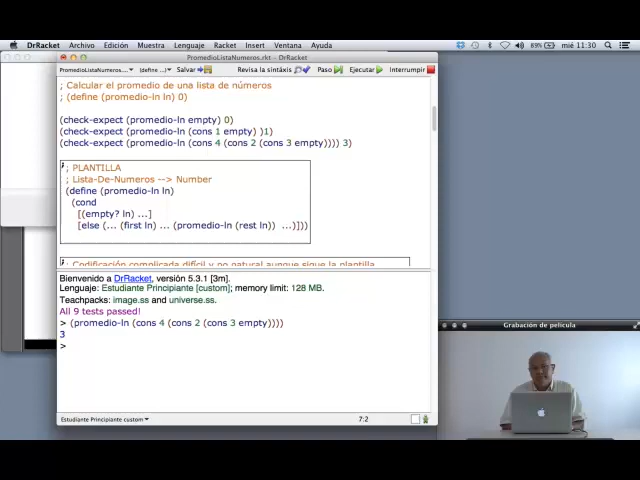 DrRacket Archivo Edición Muestra Lenguaje Racket Insert Ventana Ayuda 89% mié 11:30
PromedioListaNumeros.rkt - DrRacket
PromedioListaNumeros.... (define ...) Salvar Revisa la sintáxis Paso Ejecutar Interrumpir
; Calcular el promedio de una lista de números
; (define (promedio-ln ln) 0)
(check-expect (promedio-ln empty) 0)
(check-expect (promedio-ln (cons 1 empty) )1)
(check-expect (promedio-ln (cons 4 (cons 2 (cons 3 empty)))) 3)
; PLANTILLA
; Lista-De-Numeros --> Number
(define (promedio-ln ln)
(cond
[(empty? ln) ...]
[else (... (first ln) ... (promedio-ln (rest ln)) ...)]))
; Codificación complicada difícil y no natural aunque sigue la plantilla
Bienvenido a DrRacket, versión 5.3.1 [3m].
Lenguaje: Estudiante Principiante [custom]; memory limit: 128 MB.
Teachpacks: image.ss and universe.ss.
All 9 tests passed!
> (promedio-ln (cons 4 (cons 2 (cons 3 empty))))
3
>
Estudiante Principiante custom 7:2
Grabación de película